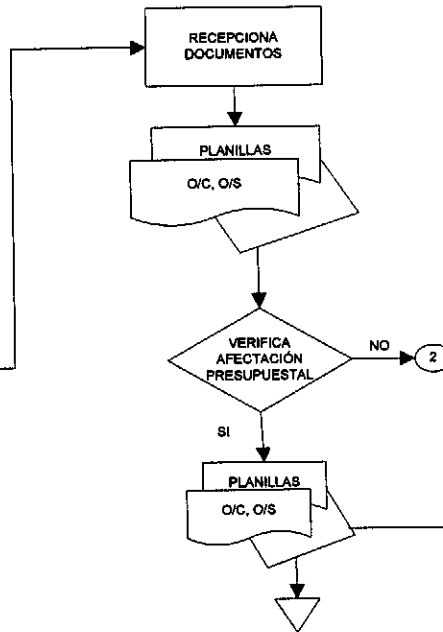 RECEPCIONA
DOCUMENTOS
PLANILLAS
O/C, O/S
VERIFICA
AFECTACIÓN
PRESUPUESTAL
NO
2
SI
PLANILLAS
O/C, O/S